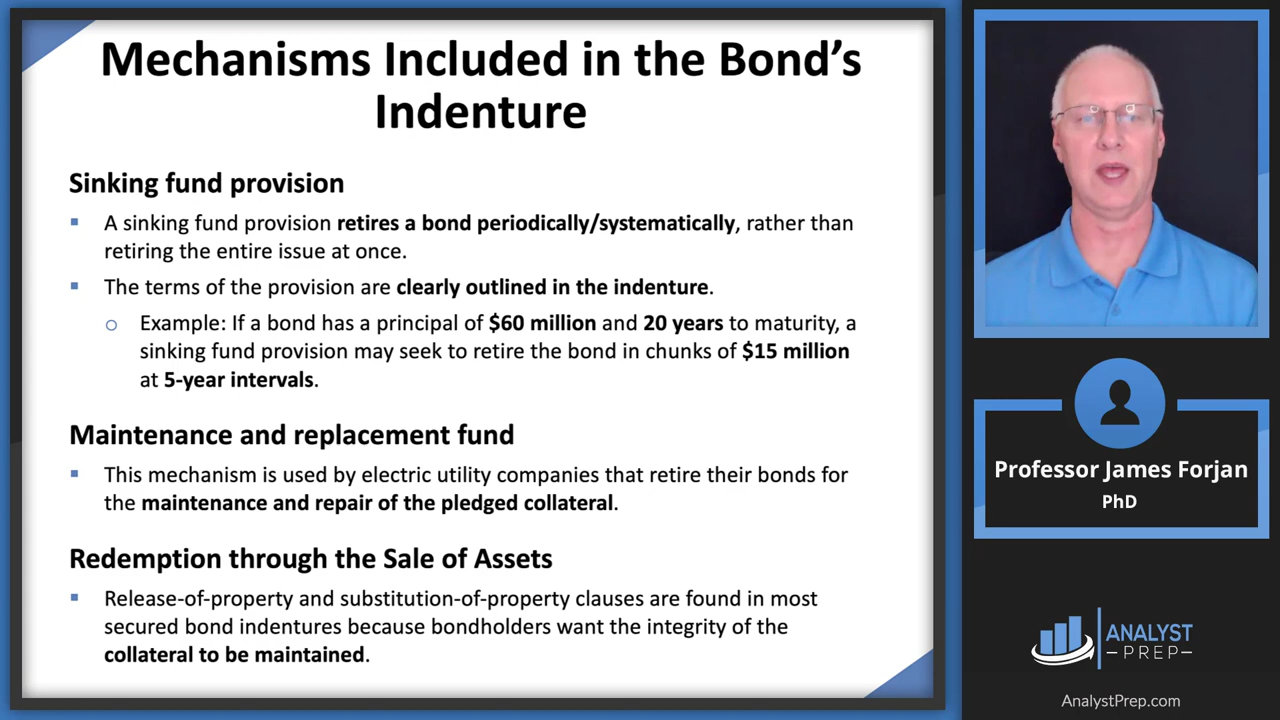 Mechanisms Included in the Bond’s
Indenture
Sinking fund provision
▪ A sinking fund provision retires a bond periodically/systematically, rather than
retiring the entire issue at once.
▪ The terms of the provision are clearly outlined in the indenture.
o Example: If a bond has a principal of $60 million and 20 years to maturity, a
sinking fund provision may seek to retire the bond in chunks of $15 million
at 5-year intervals.
Maintenance and replacement fund
▪ This mechanism is used by electric utility companies that retire their bonds for
the maintenance and repair of the pledged collateral.
Redemption through the Sale of Assets
▪ Release-of-property and substitution-of-property clauses are found in most
secured bond indentures because bondholders want the integrity of the
collateral to be maintained.
Professor James Forjan
PhD
ANALYST
PREP
AnalystPrep.com